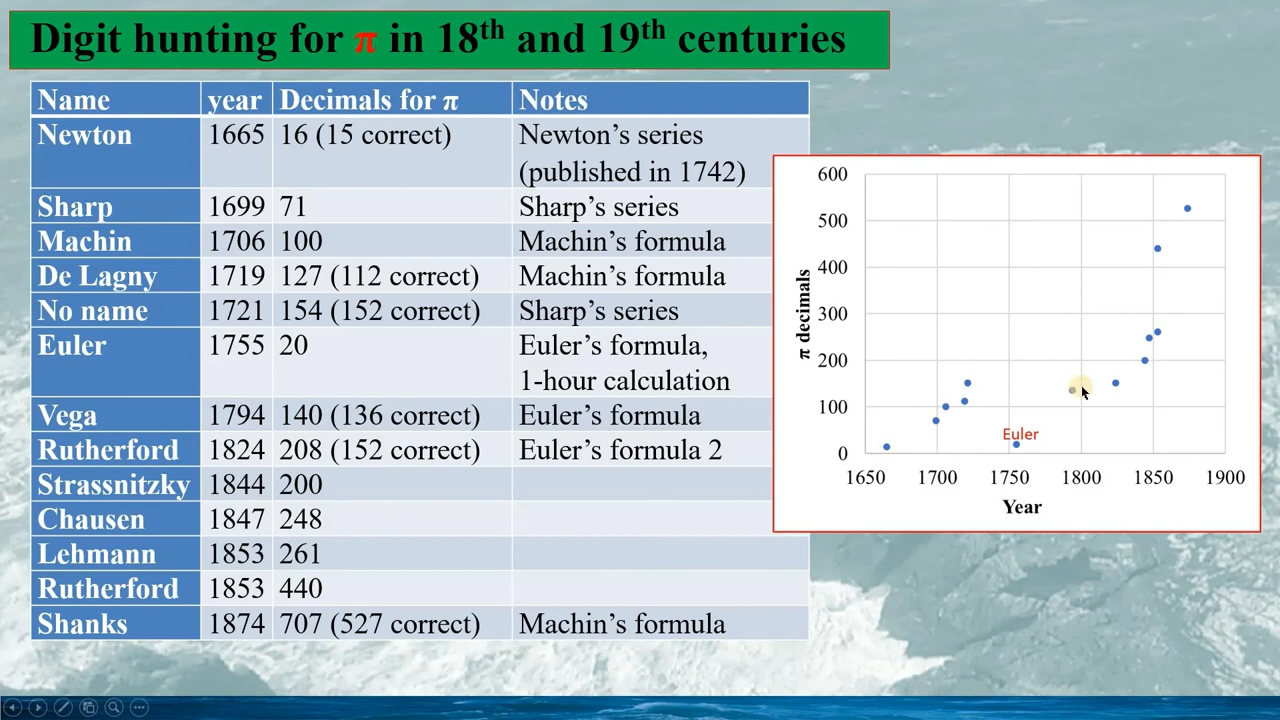 Digit hunting for π in 18th and 19th centuries
Name year Decimals for π Notes
Newton 1665 16 (15 correct) Newton's series
(published in 1742)
Sharp 1699 71 Sharp's series
Machin 1706 100 Machin's formula
De Lagny 1719 127 (112 correct) Machin's formula
No name 1721 154 (152 correct) Sharp's series
Euler 1755 20 Euler's formula,
1-hour calculation
Vega 1794 140 (136 correct) Euler's formula
Rutherford 1824 208 (152 correct) Euler's formula 2
Strassnitzky 1844 200
Chausen 1847 248
Lehmann 1853 261
Rutherford 1853 440
Shanks 1874 707 (527 correct) Machin's formula
600
500
400
300
200
100
0
π decimals
Euler
1650 1700 1750 1800 1850 1900
Year